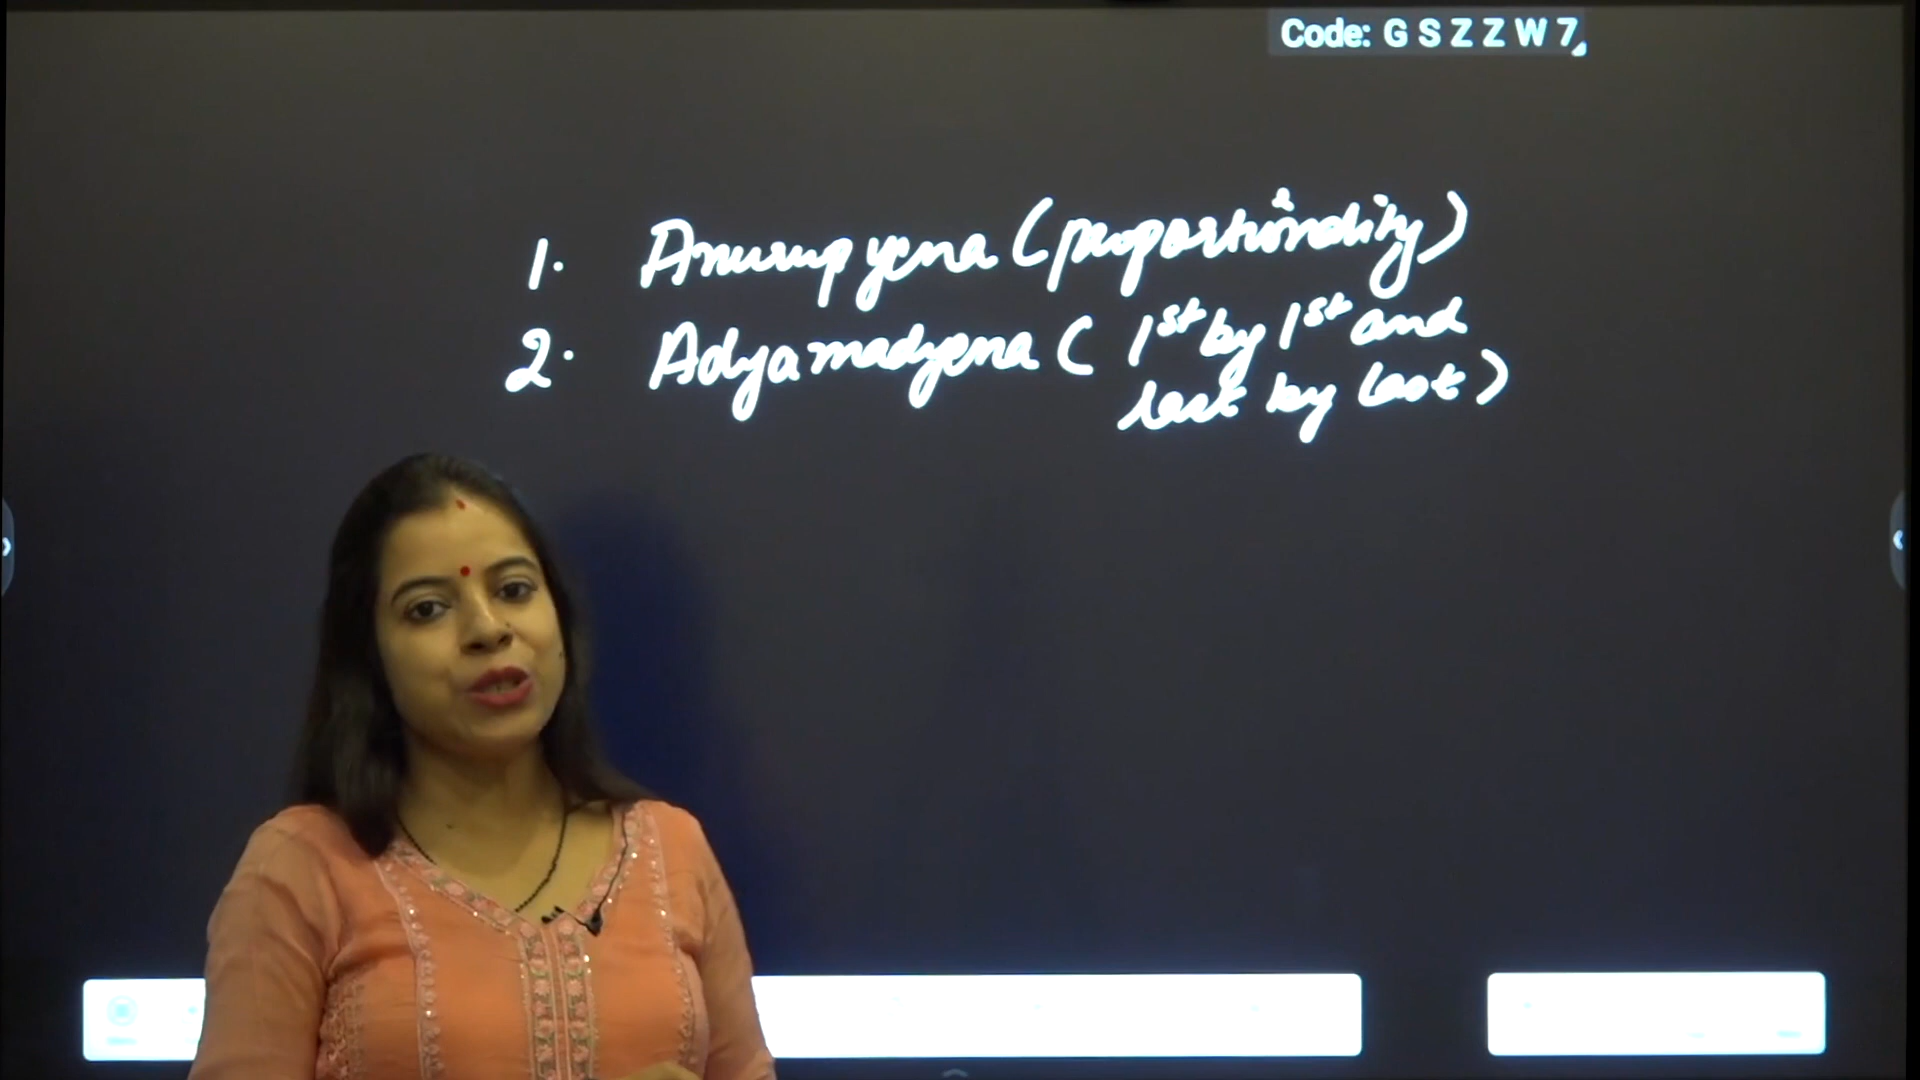 Code: G S Z Z W 7
1. Anurupyena (proportionality)
2. Adyamadyena ( 1st by 1st and
last by last )